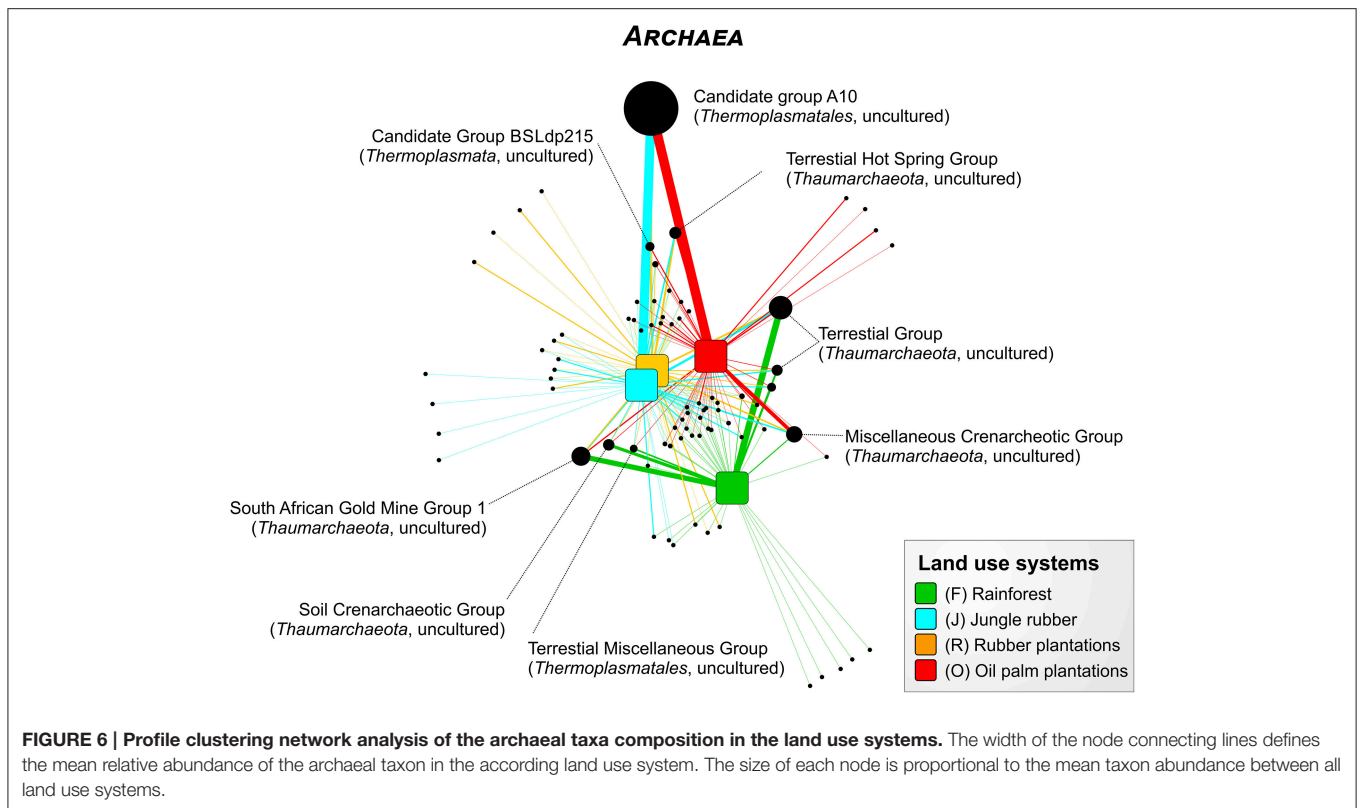 ARCHAEA
Candidate group A10
(Thermoplasmatales, uncultured)
Candidate Group BSLdp215
(Thermoplasmata, uncultured)
Terrestial Hot Spring Group
(Thaumarchaeota, uncultured)
Terrestial Group
(Thaumarchaeota, uncultured)
Miscellaneous Crenarcheotic Group
(Thaumarchaeota, uncultured)
South African Gold Mine Group 1
(Thaumarchaeota, uncultured)
Soil Crenarchaeotic Group
(Thaumarchaeota, uncultured)
Terrestial Miscellaneous Group
(Thermoplasmatales, uncultured)
Land use systems
(F) Rainforest
(J) Jungle rubber
(R) Rubber plantations
(O) Oil palm plantations
FIGURE 6 | Profile clustering network analysis of the archaeal taxa composition in the land use systems. The width of the node connecting lines defines
the mean relative abundance of the archaeal taxon in the according land use system. The size of each node is proportional to the mean taxon abundance between all
land use systems.